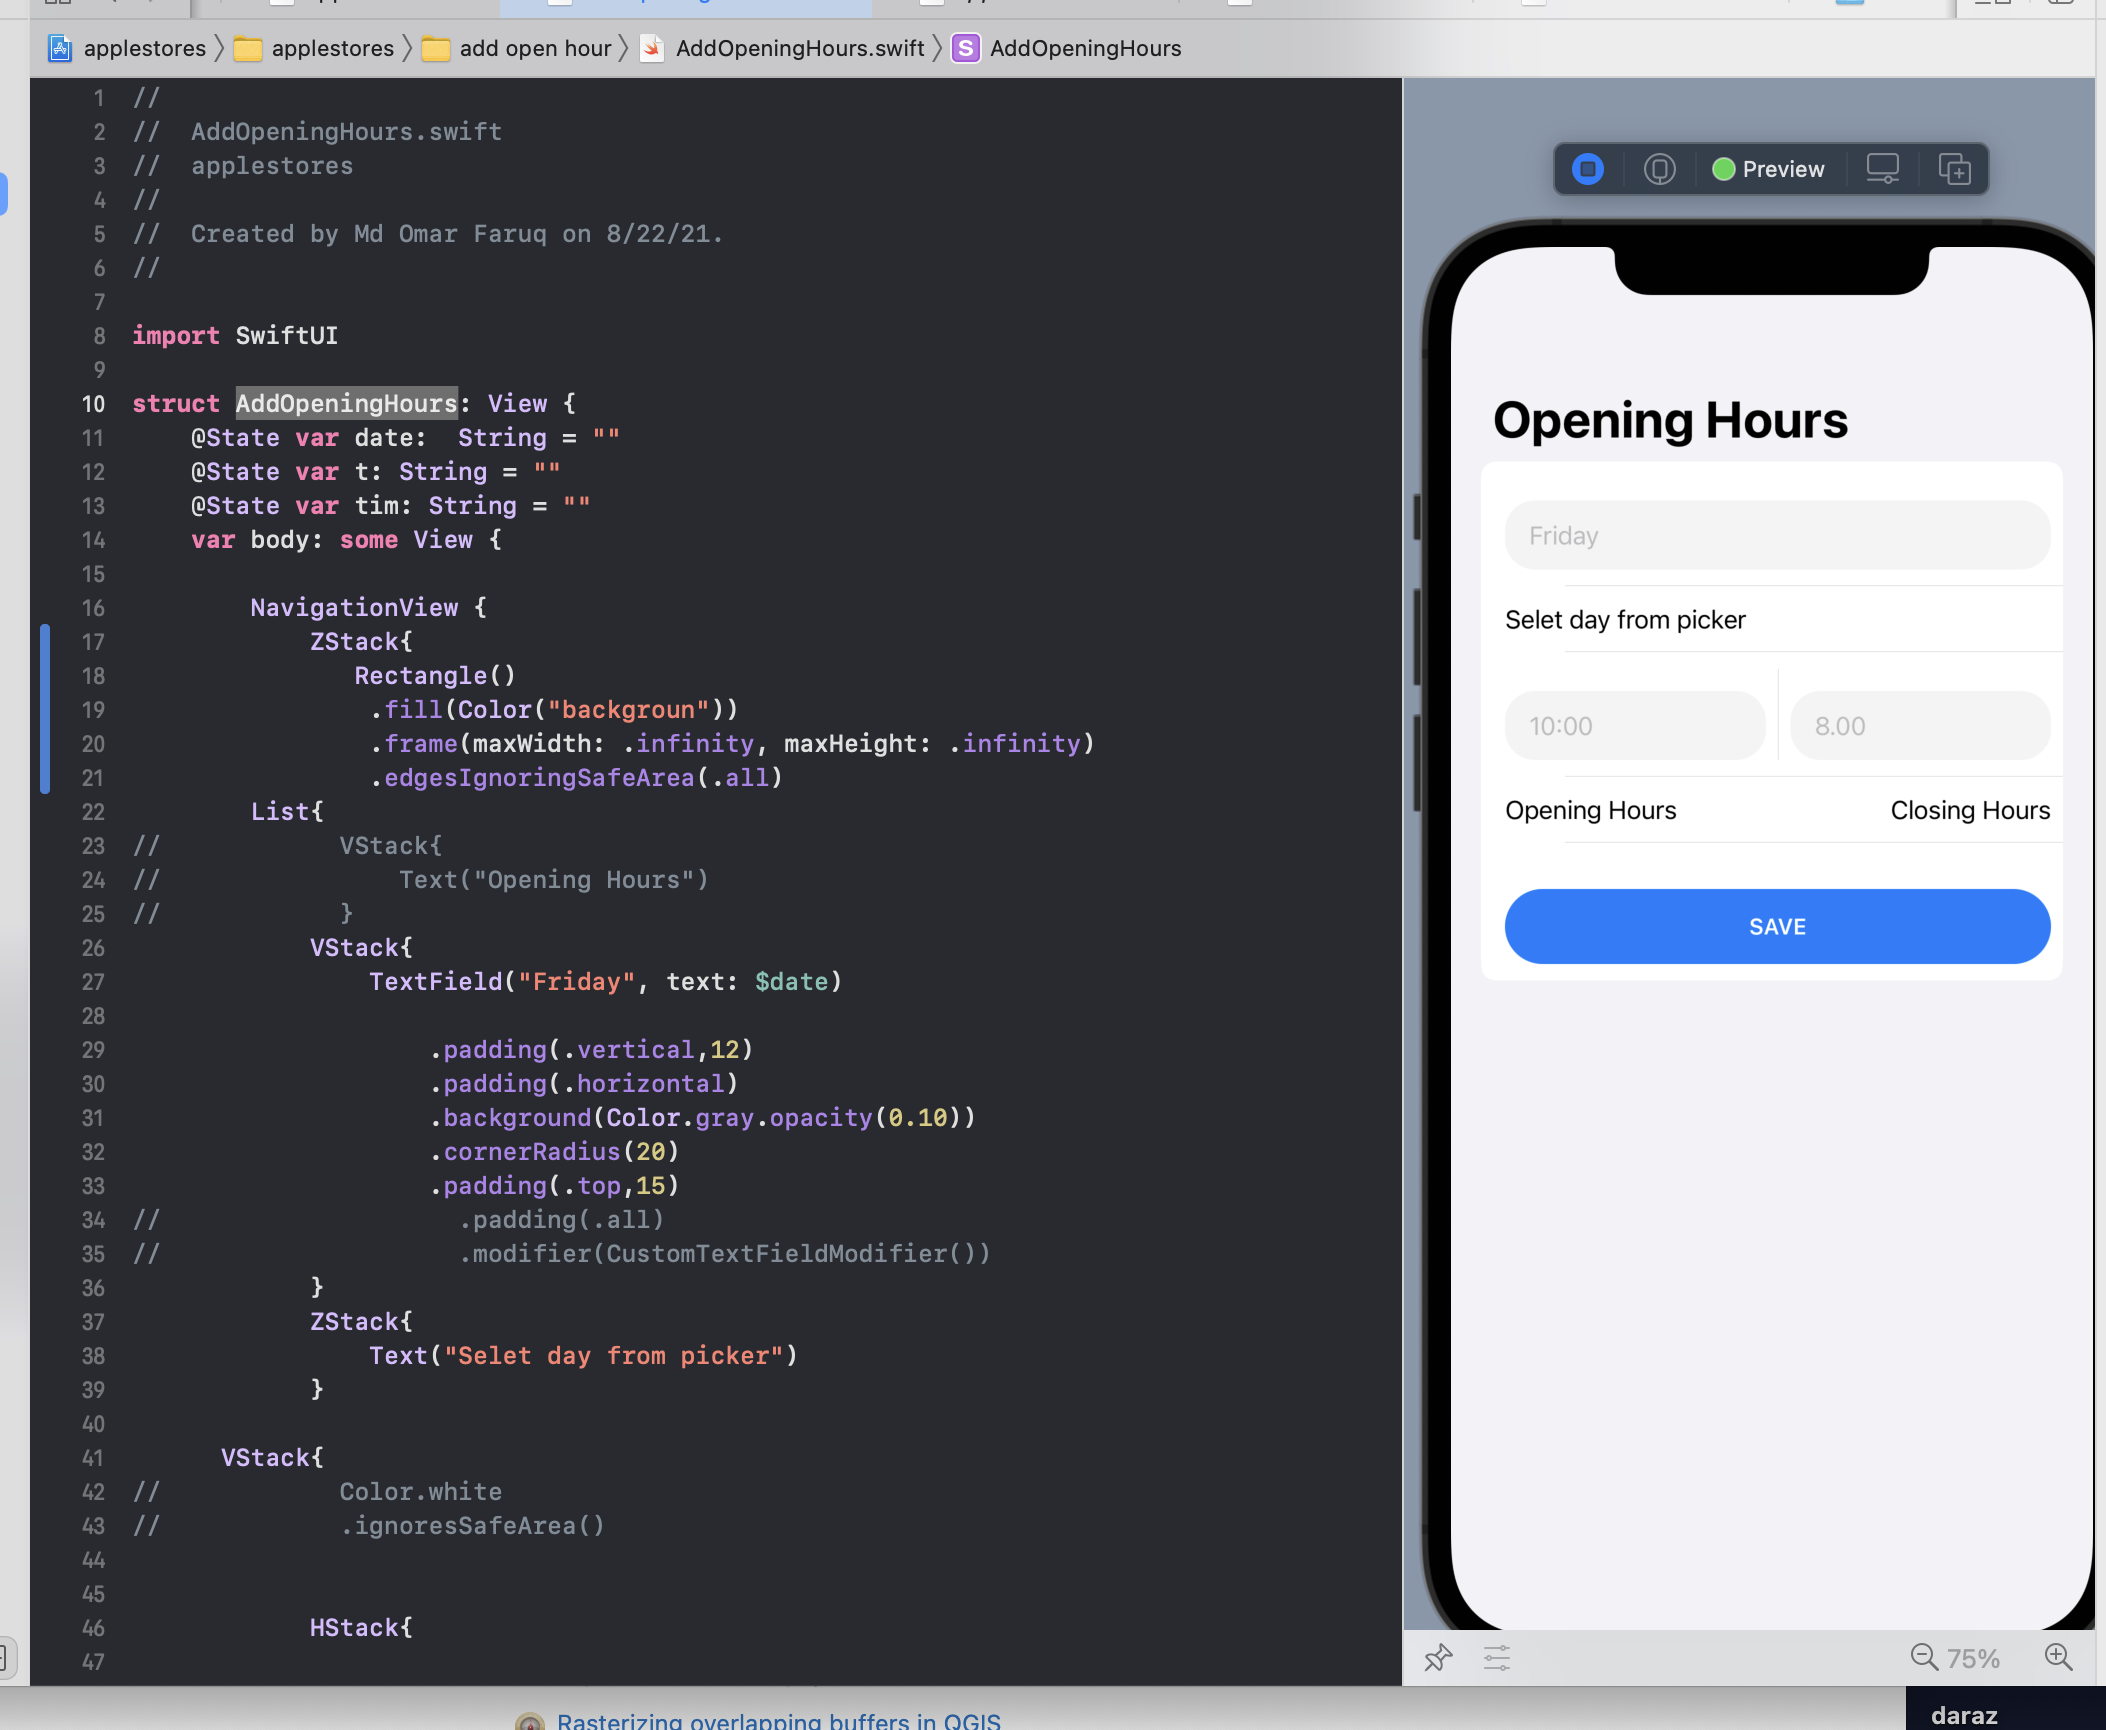 applestores applestores add open hour AddOpeningHours.swift S AddOpeningHours
1 //
2 //  AddOpeningHours.swift
3 //  applestores
4 //
5 //  Created by Md Omar Faruq on 8/22/21.
6 //
7
8 import SwiftUI
9
10 struct AddOpeningHours: View {
11     @State var date:  String = ""
12     @State var t: String = ""
13     @State var tim: String = ""
14     var body: some View {
15
16         NavigationView {
17             ZStack{
18                Rectangle()
19                 .fill(Color("backgroun"))
20                 .frame(maxWidth: .infinity, maxHeight: .infinity)
21                 .edgesIgnoringSafeArea(.all)
22         List{
23 //            VStack{
24 //                Text("Opening Hours")
25 //            }
26             VStack{
27                 TextField("Friday", text: $date)
28
29                     .padding(.vertical,12)
30                     .padding(.horizontal)
31                     .background(Color.gray.opacity(0.10))
32                     .cornerRadius(20)
33                     .padding(.top,15)
34 //                    .padding(.all)
35 //                    .modifier(CustomTextFieldModifier())
36             }
37             ZStack{
38                 Text("Selet day from picker")
39             }
40
41       VStack{
42 //            Color.white
43 //            .ignoresSafeArea()
44
45
46             HStack{
47
Preview
Opening Hours
Friday
Selet day from picker
10:00 8.00
Opening Hours Closing Hours
SAVE
75%
Rasterizing overlapping buffers in QGIS
daraz